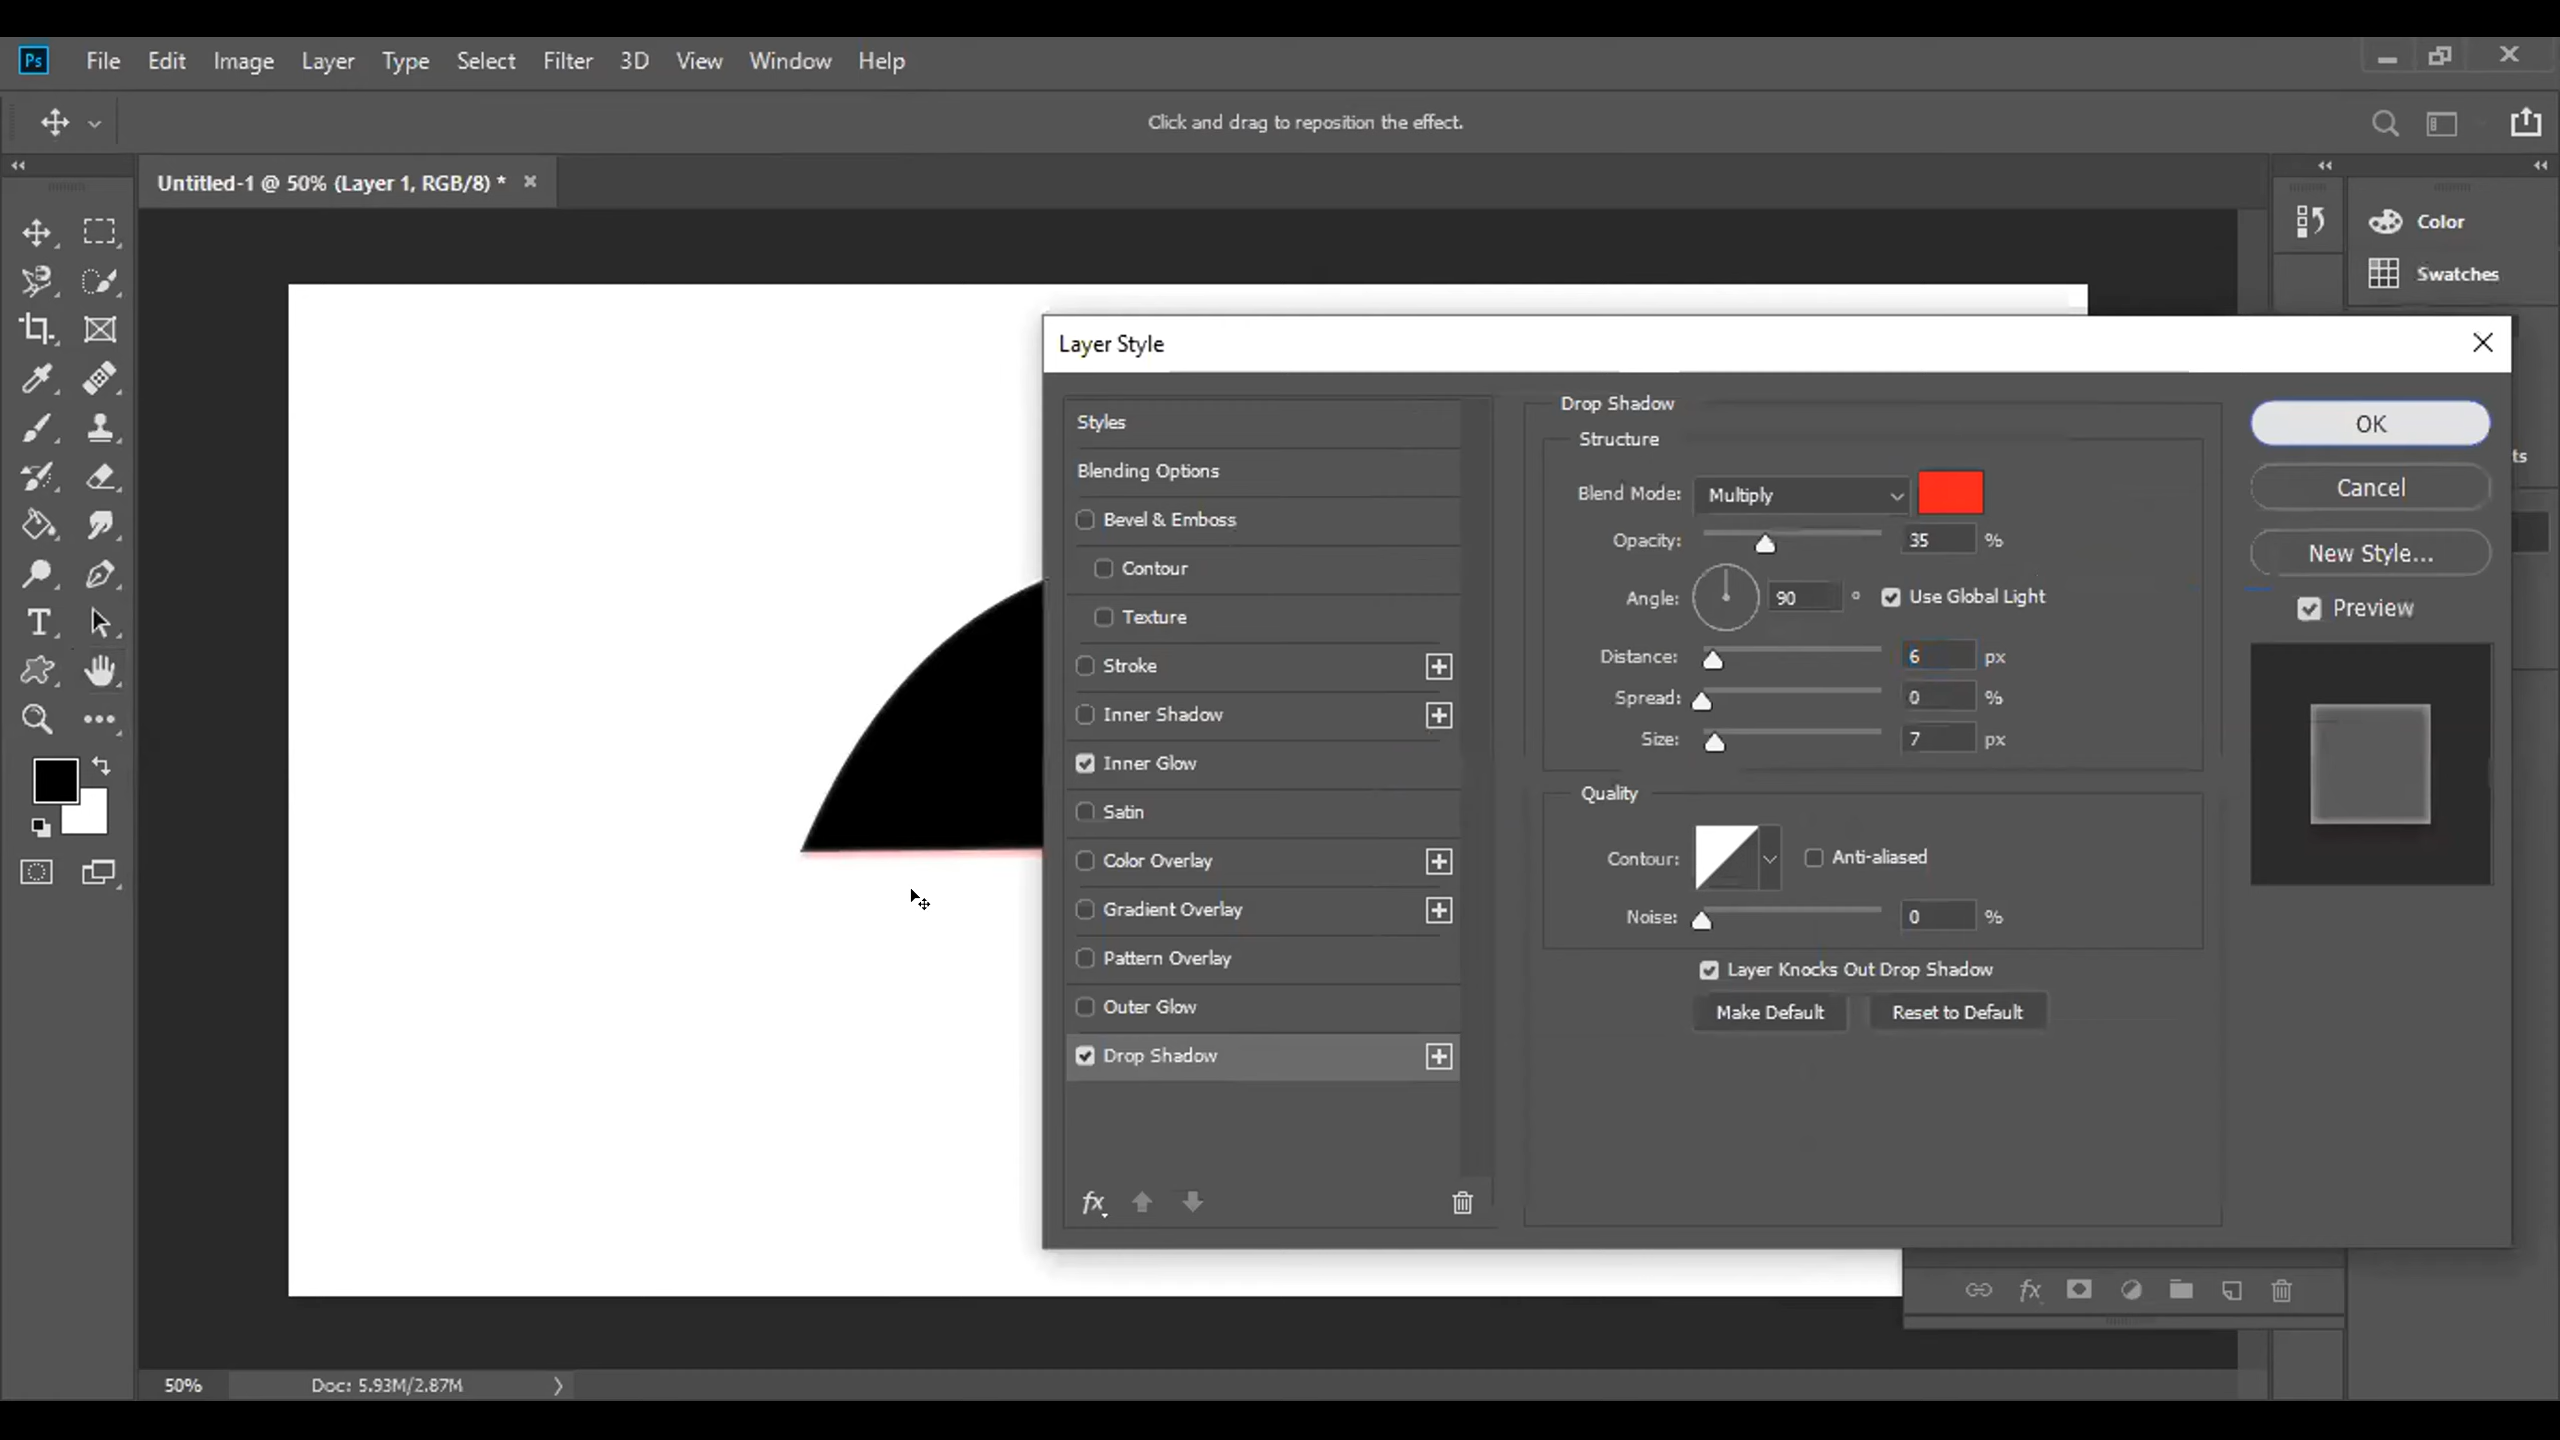 Ps File Edit Image Layer Type Select Filter 3D View Window Help
Click and drag to reposition the effect.
Untitled-1 @ 50% (Layer 1, RGB/8) *
Color
Swatches
Layer Style
Styles
Blending Options
Bevel & Emboss
Contour
Texture
Stroke
Inner Shadow
Inner Glow
Satin
Color Overlay
Gradient Overlay
Pattern Overlay
Outer Glow
Drop Shadow
fx
Drop Shadow
Structure
Blend Mode: Multiply
Opacity: 35 %
Angle: 90 ° Use Global Light
Distance: 6 px
Spread: 0 %
Size: 7 px
Quality
Contour: Anti-aliased
Noise: 0 %
Layer Knocks Out Drop Shadow
Make Default Reset to Default
OK
Cancel
New Style...
Preview
ts
T
fx
50% Doc: 5.93M/2.87M